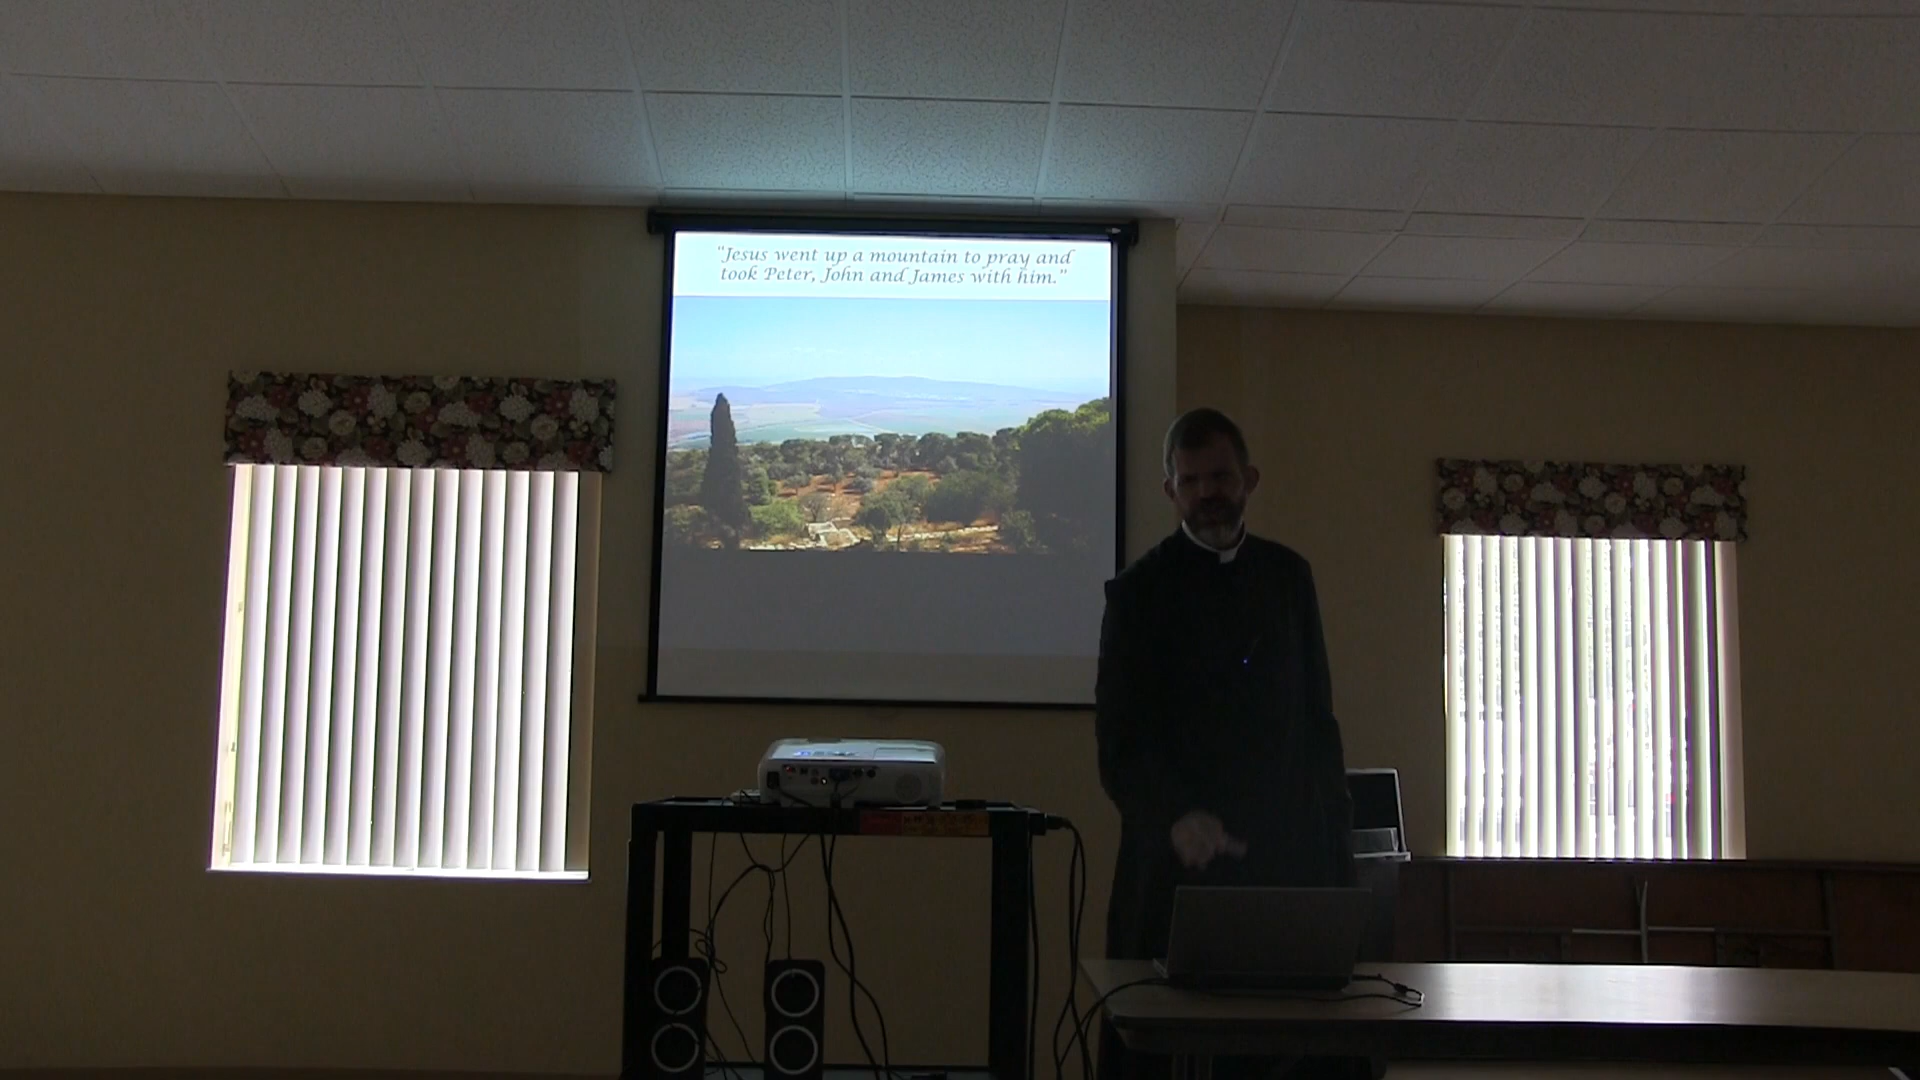 "Jesus went up a mountain to pray and
took Peter, John and James with him."